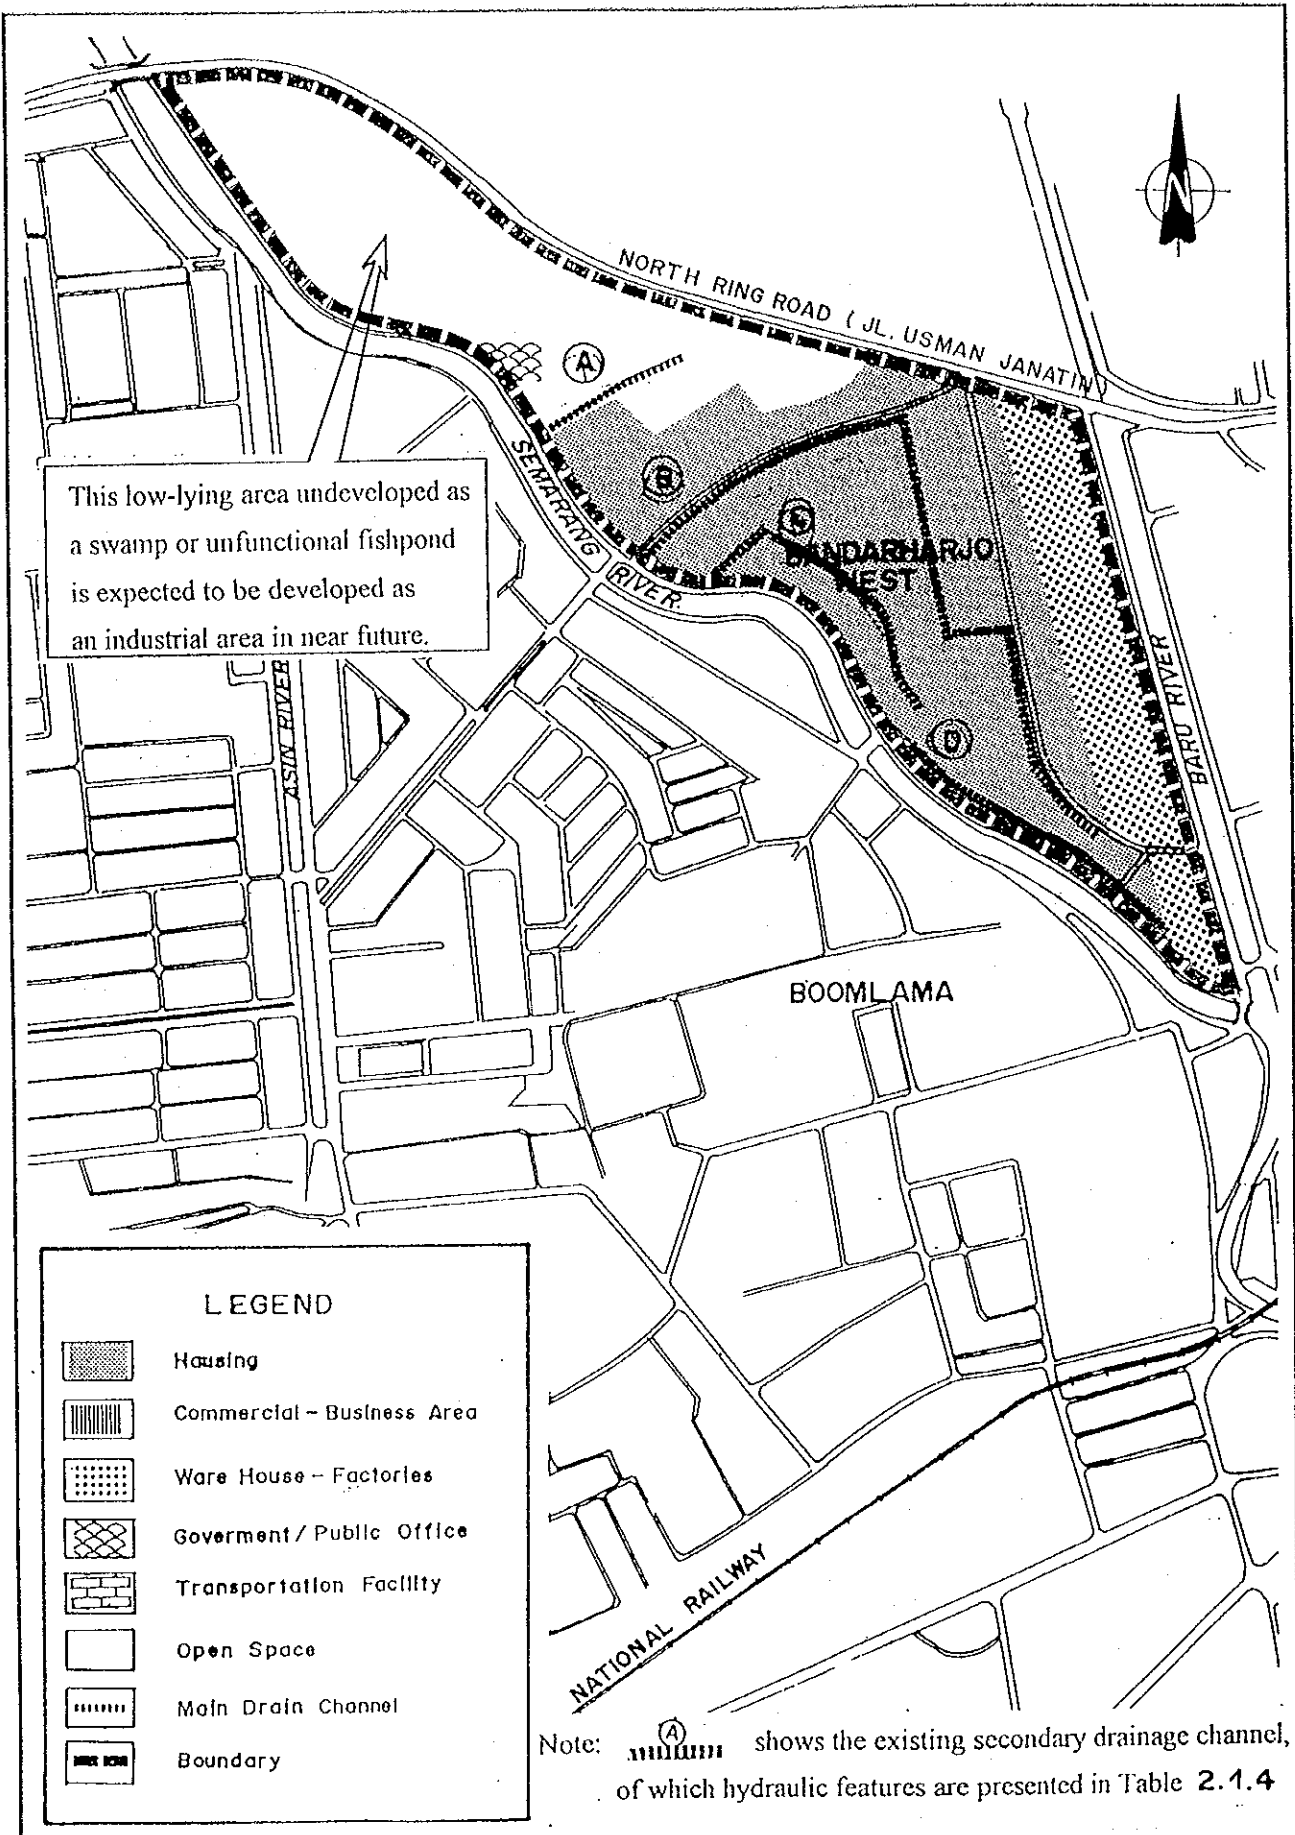 N
NORTH RING ROAD ( JL. USMAN JANATIN)
A
This low-lying area undeveloped as
a swamp or unfunctional fishpond
is expected to be developed as
an industrial area in near future.
SEMARANG
RIVER
B
BANDARHARJO
WEST
D
ASIN RIVER
BARU RIVER
BOOMLAMA
NATIONAL RAILWAY
LEGEND
Housing
Commercial - Business Area
Ware House - Factories
Goverment / Public Office
Transportation Facility
Open Space
Main Drain Channel
Boundary
Note: A shows the existing secondary drainage channel,
of which hydraulic features are presented in Table 2.1.4